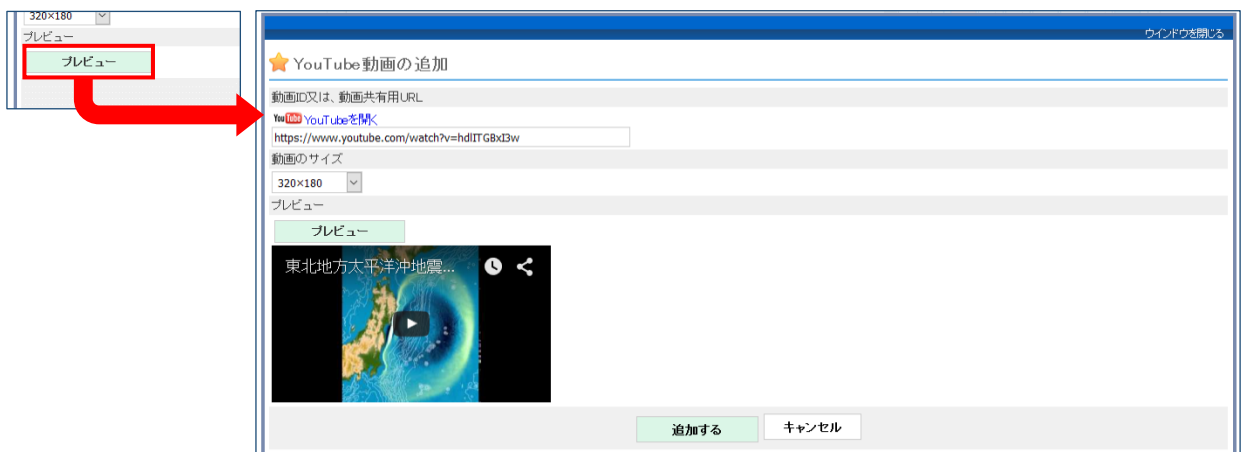 320×180
プレビュー
プレビュー
ウインドウを閉じる
YouTube動画の追加
動画ID又は、動画共有用URL
You Tube YouTubeを開く
https://www.youtube.com/watch?v=hdlITGBxI3w
動画のサイズ
320×180
プレビュー
プレビュー
東北地方太平洋沖地震...
追加する
キャンセル